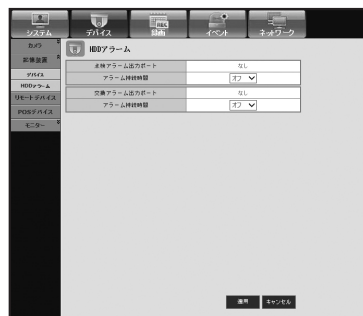 システム デバイス 録画 イベント ネットワーク
カメラ
記憶装置
デバイス
HDDアラーム
リモートデバイス
POSデバイス
モニター
HDDアラーム
点検アラーム出力ポート なし
アラーム持続時間 オフ
交換アラーム出力ポート なし
アラーム持続時間 オフ
適用 キャンセル